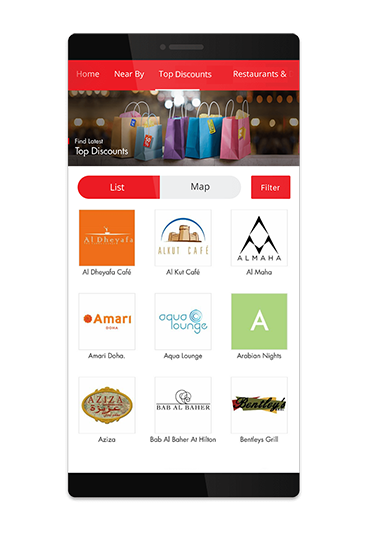 Home Near By Top Discounts Restaurants &
Find Latest
Top Discounts
List Map Filter
Al Dheyafa
Al Dheyafa Café
ALKUT CAFÉ
Al Kut Café
ALMAHA
Al Maha
Amari
DOHA
Amari Doha.
aqua
lounge
Aqua Lounge
A
Arabian Nights
AZIZA
عزيزة
Aziza
BAB AL BAHER
Bab Al Baher At Hilton
Bentley's
Bentleys Grill